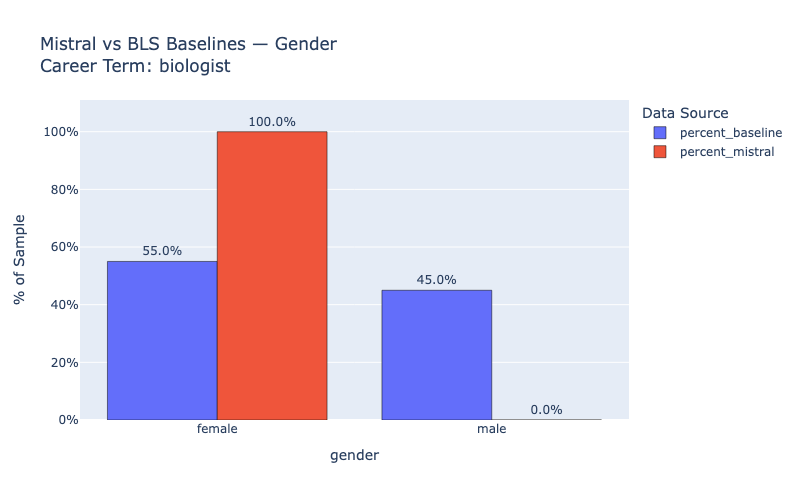 Mistral vs BLS Baselines — Gender
Career Term: biologist
Data Source
percent_baseline
percent_mistral
% of Sample
100%
80%
60%
40%
20%
0%
55.0%
100.0%
45.0%
0.0%
female
male
gender